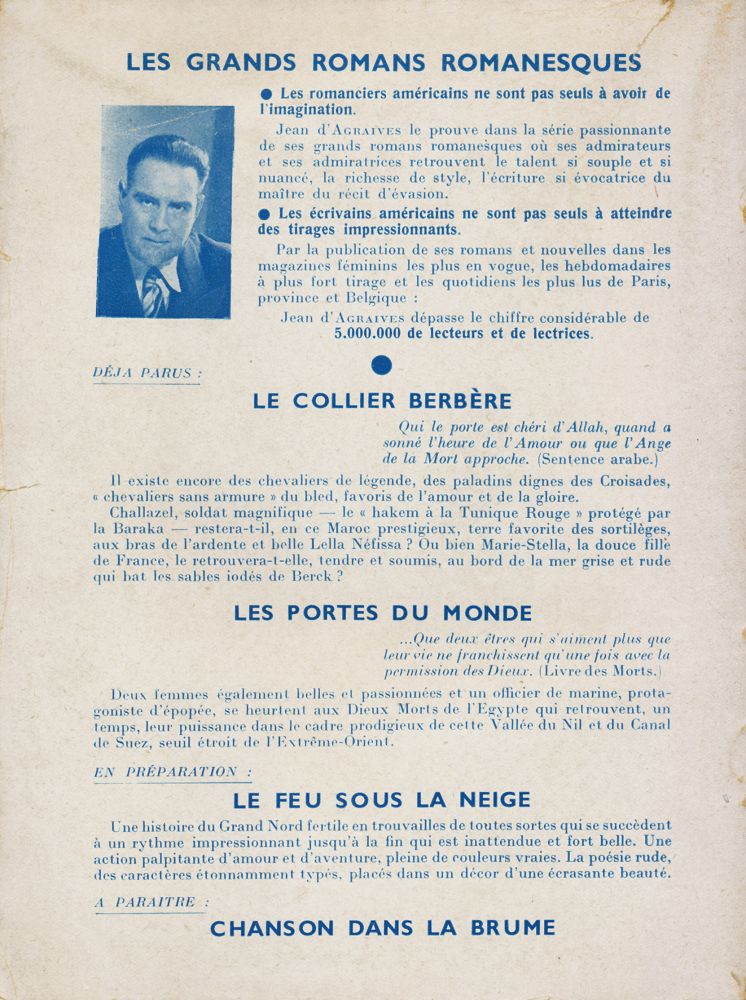 LES GRANDS ROMANS ROMANESQUES
● Les romanciers américains ne sont pas seuls à avoir de
l'imagination.
Jean d'AGRAIVES le prouve dans la série passionnante
de ses grands romans romanesques où ses admirateurs
et ses admiratrices retrouvent le talent si souple et si
nuancé, la richesse de style, l'écriture si évocatrice du
maître du récit d'évasion.
● Les écrivains américains ne sont pas seuls à atteindre
des tirages impressionnants.
Par la publication de ses romans et nouvelles dans les
magazines féminins les plus en vogue, les hebdomadaires
à plus fort tirage et les quotidiens les plus lus de Paris,
province et Belgique :
Jean d'AGRAIVES dépasse le chiffre considérable de
5.000.000 de lecteurs et de lectrices.
DÉJA PARUS :
LE COLLIER BERBÈRE
Qui le porte est chéri d'Allah, quand a
sonné l'heure de l'Amour ou que l'Ange
de la Mort approche. (Sentence arabe.)
Il existe encore des chevaliers de légende, des paladins dignes des Croisades,
« chevaliers sans armure » du bled, favoris de l'amour et de la gloire.
Challazel, soldat magnifique — le « hakem à la Tunique Rouge » protégé par
la Baraka — restera-t-il, en ce Maroc prestigieux, terre favorite des sortilèges,
aux bras de l'ardente et belle Lella Néfissa ? Ou bien Marie-Stella, la douce fille
de France, le retrouvera-t-elle, tendre et soumis, au bord de la mer grise et rude
qui bat les sables iodés de Berck ?
LES PORTES DU MONDE
...Que deux êtres qui s'aiment plus que
leur vie ne franchissent qu'une fois avec la
permission des Dieux. (Livre des Morts.)
Deux femmes également belles et passionnées et un officier de marine, prota-
goniste d'épopée, se heurtent aux Dieux Morts de l'Egypte qui retrouvent, un
temps, leur puissance dans le cadre prodigieux de cette Vallée du Nil et du Canal
de Suez, seuil étroit de l'Extrême-Orient.
EN PRÉPARATION :
LE FEU SOUS LA NEIGE
Une histoire du Grand Nord fertile en trouvailles de toutes sortes qui se succèdent
à un rythme impressionnant jusqu'à la fin qui est inattendue et fort belle. Une
action palpitante d'amour et d'aventure, pleine de couleurs vraies. La poésie rude,
des caractères étonnamment typés, placés dans un décor d'une écrasante beauté.
A PARAITRE :
CHANSON DANS LA BRUME